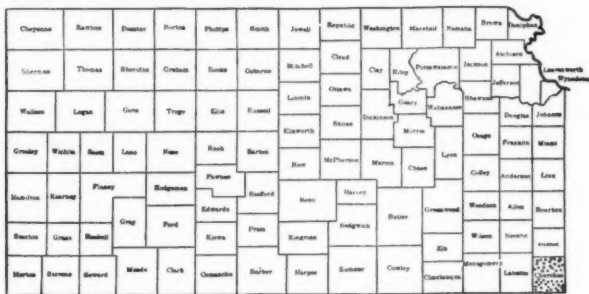 Cheyenne Rawlins Decatur Norton Phillips Smith Jewell Republic Washington Marshall Nemaha Brown Doniphan
Sherman Thomas Sheridan Graham Rooks Osborne Mitchell Cloud Clay Riley Pottawatomie Jackson Atchison
Jefferson Leavenworth Wyandotte
Wallace Logan Gove Trego Ellis Russell Lincoln Ottawa Geary Wabaunsee Shawnee Douglas Johnson
Ellsworth Saline Dickinson Morris Osage Franklin Miami
Greeley Wichita Scott Lane Ness Rush Barton Rice McPherson Marion Chase Lyon Coffey Anderson Linn
Hamilton Kearney Finney Hodgeman Pawnee Stafford Reno Harvey Butler Greenwood Woodson Allen Bourbon
Gray Ford Edwards
Stanton Grant Haskell Kiowa Pratt Kingman Sedgwick Elk Wilson Neosho
Morton Stevens Seward Meade Clark Comanche Barber Harper Sumner Cowley Chautauqua Montgomery Labette Cherokee